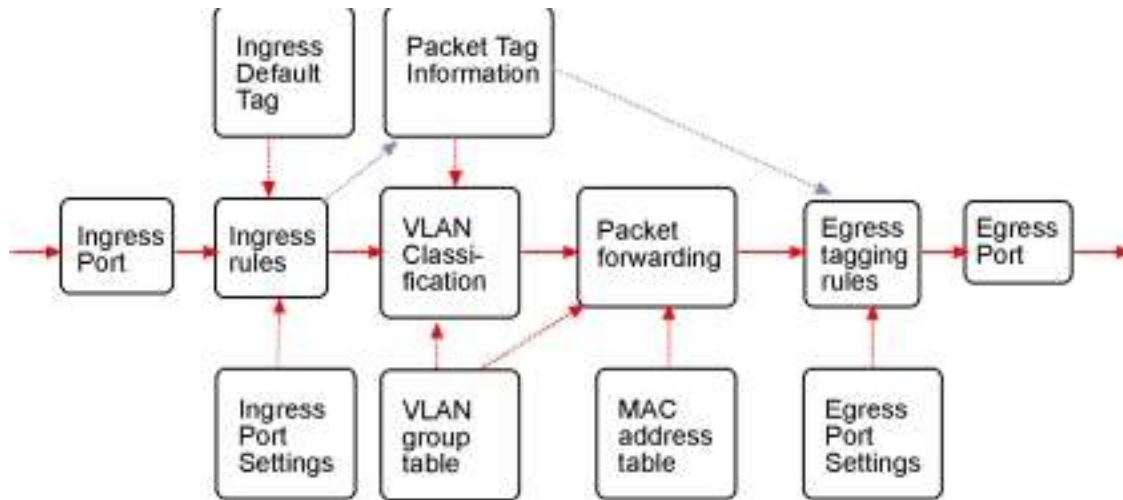 Ingress
Default
Tag
Packet Tag
Information
Ingress
Port
Ingress
rules
VLAN
Classi-
fication
Packet
forwarding
Egress
tagging
rules
Egress
Port
Ingress
Port
Settings
VLAN
group
table
MAC
address
table
Egress
Port
Settings